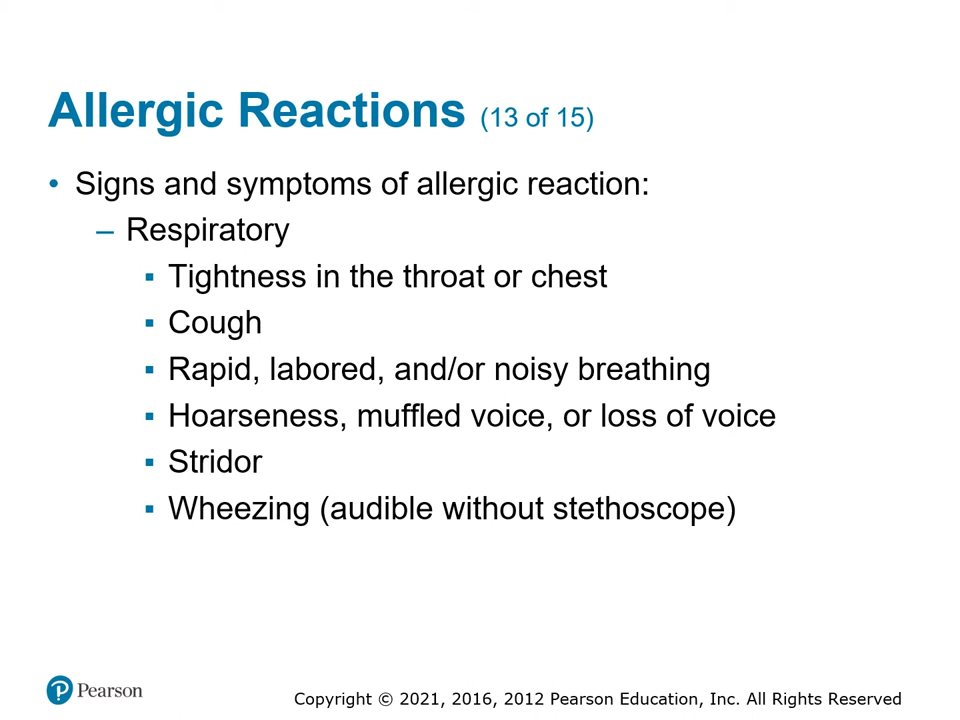 Allergic Reactions (13 of 15)
• Signs and symptoms of allergic reaction:
– Respiratory
▪ Tightness in the throat or chest
▪ Cough
▪ Rapid, labored, and/or noisy breathing
▪ Hoarseness, muffled voice, or loss of voice
▪ Stridor
▪ Wheezing (audible without stethoscope)
Pearson
Copyright © 2021, 2016, 2012 Pearson Education, Inc. All Rights Reserved